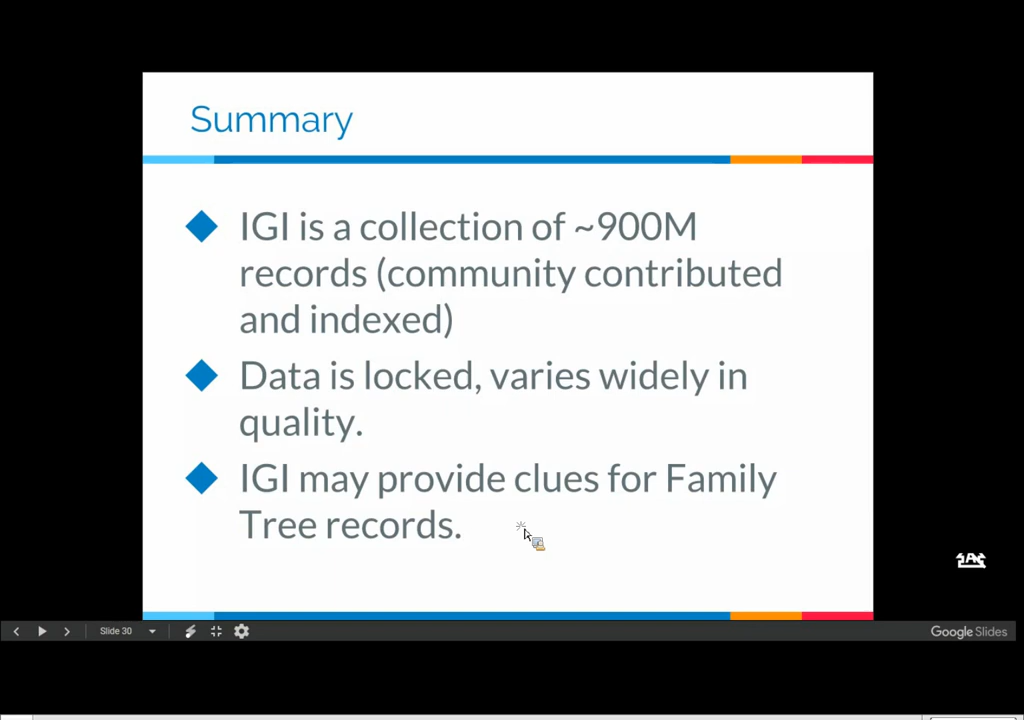 Summary
IGI is a collection of ~900M
records (community contributed
and indexed)
Data is locked, varies widely in
quality.
IGI may provide clues for Family
Tree records.
Slide 30
Google Slides